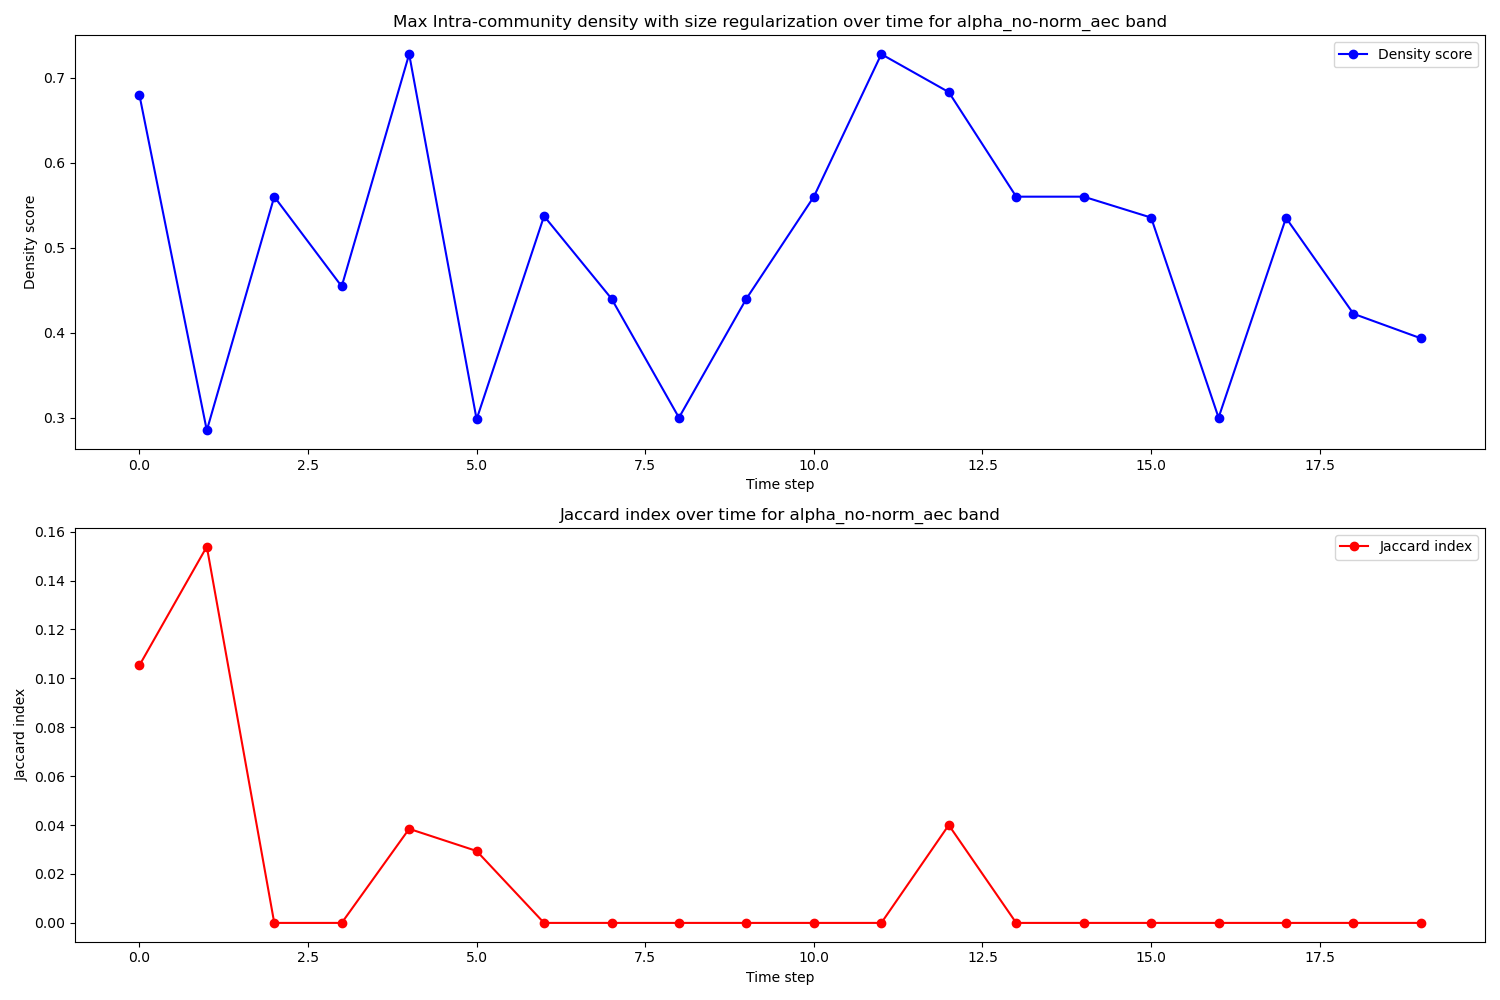 Max Intra-community density with size regularization over time for alpha_no-norm_aec band
Density score
0.7
0.6
0.5
0.4
0.3
Density score
0.0 2.5 5.0 7.5 10.0 12.5 15.0 17.5
Time step
Jaccard index over time for alpha_no-norm_aec band
Jaccard index
0.16
0.14
0.12
0.10
0.08
0.06
0.04
0.02
0.00
Jaccard index
0.0 2.5 5.0 7.5 10.0 12.5 15.0 17.5
Time step